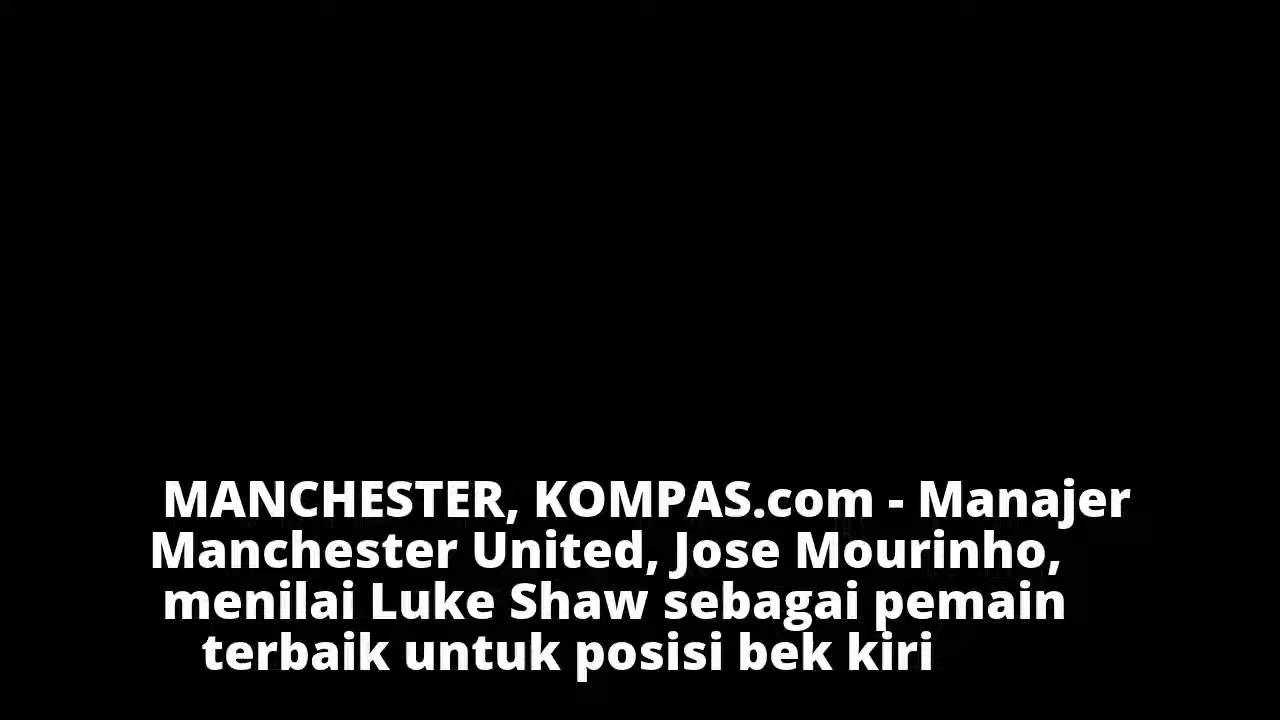 MANCHESTER, KOMPAS.com - Manajer
Manchester United, Jose Mourinho,
menilai Luke Shaw sebagai pemain
terbaik untuk posisi bek kiri